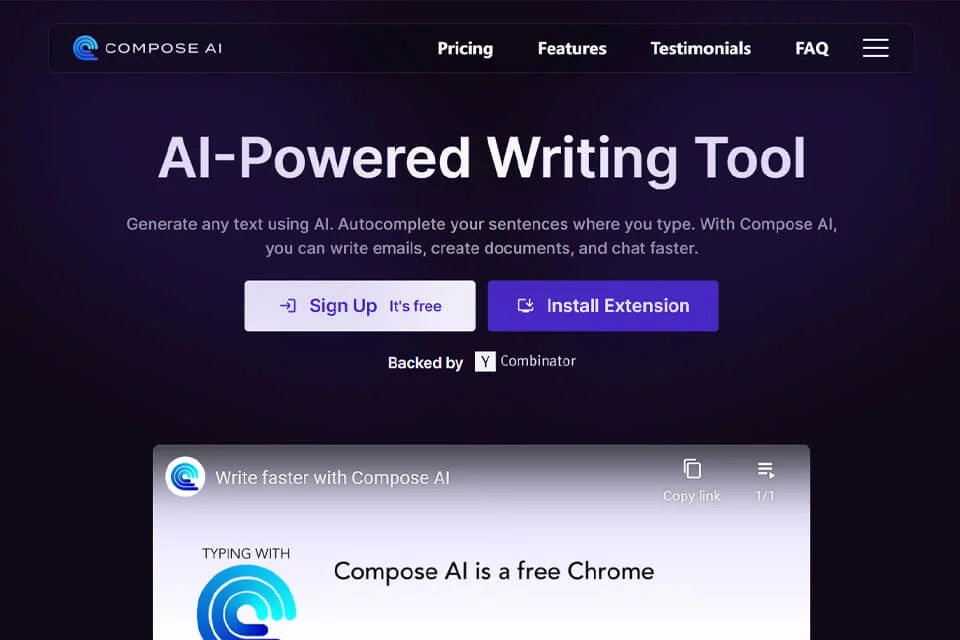 COMPOSE AI
Pricing Features Testimonials FAQ
AI-Powered Writing Tool
Generate any text using AI. Autocomplete your sentences where you type. With Compose AI,
you can write emails, create documents, and chat faster.
Sign Up It's free
Install Extension
Backed by Y Combinator
Write faster with Compose AI
Copy link
1/1
TYPING WITH
Compose AI is a free Chrome